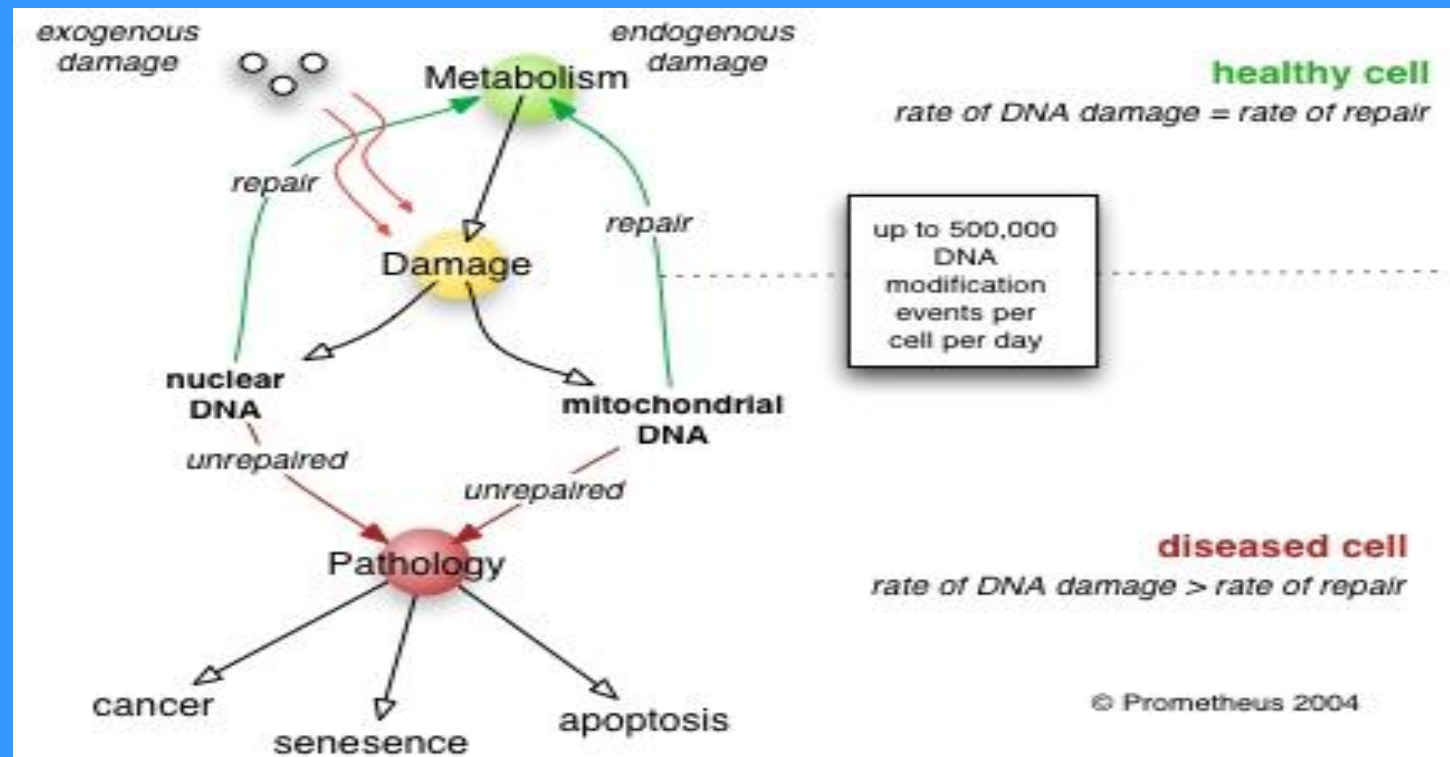 exogenous
damage
endogenous
damage
Metabolism
healthy cell
rate of DNA damage = rate of repair
repair
repair
up to 500,000
DNA
modification
events per
cell per day
Damage
nuclear
DNA
mitochondrial
DNA
unrepaired
unrepaired
Pathology
diseased cell
rate of DNA damage > rate of repair
cancer
senesence
apoptosis
© Prometheus 2004